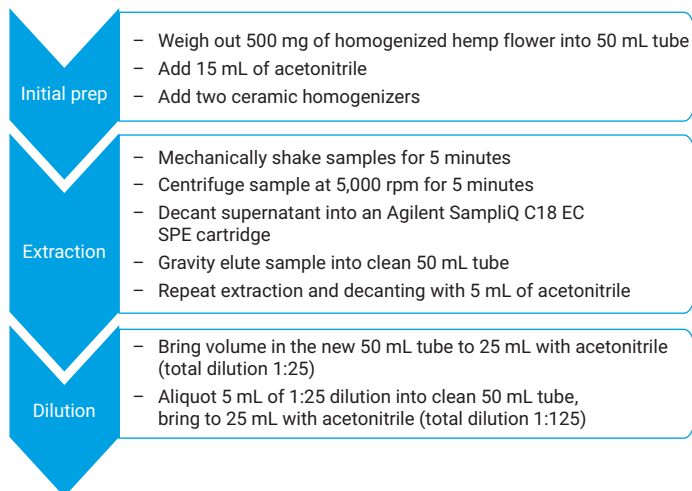 Initial prep
– Weigh out 500 mg of homogenized hemp flower into 50 mL tube
– Add 15 mL of acetonitrile
– Add two ceramic homogenizers
Extraction
– Mechanically shake samples for 5 minutes
– Centrifuge sample at 5,000 rpm for 5 minutes
– Decant supernatant into an Agilent SampliQ C18 EC
SPE cartridge
– Gravity elute sample into clean 50 mL tube
– Repeat extraction and decanting with 5 mL of acetonitrile
Dilution
– Bring volume in the new 50 mL tube to 25 mL with acetonitrile
(total dilution 1:25)
– Aliquot 5 mL of 1:25 dilution into clean 50 mL tube,
bring to 25 mL with acetonitrile (total dilution 1:125)